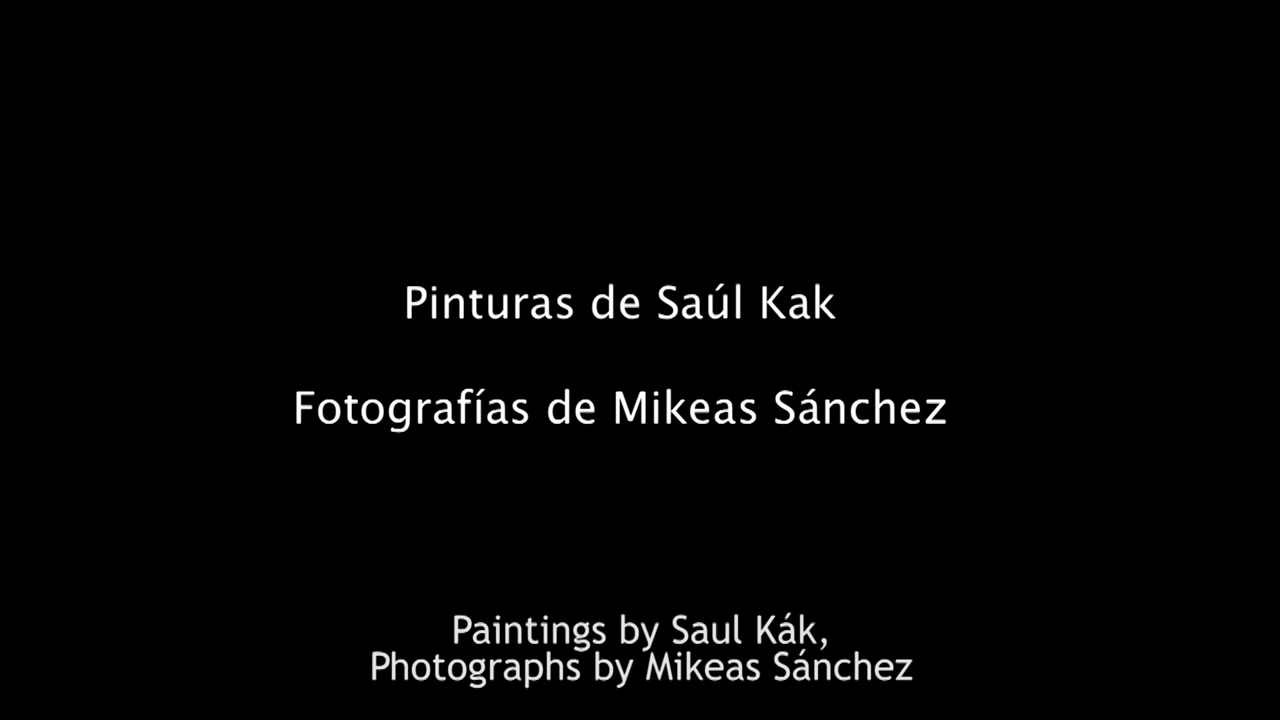 Pinturas de Saúl Kak
Fotografías de Mikeas Sánchez
Paintings by Saul Kák,
Photographs by Mikeas Sánchez